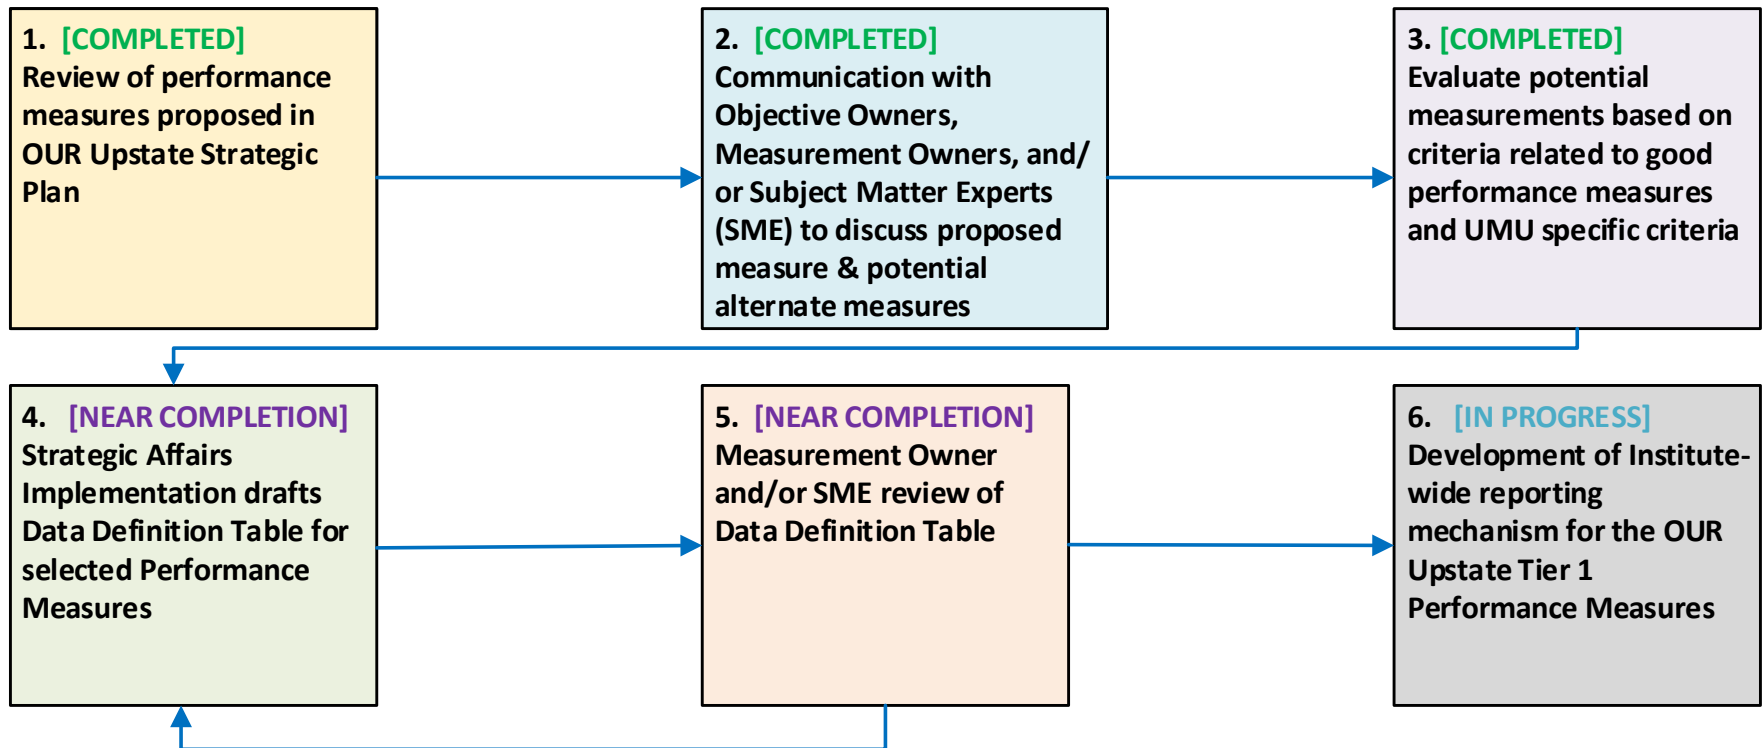 1. [COMPLETED]
Review of performance
measures proposed in
OUR Upstate Strategic
Plan
2. [COMPLETED]
Communication with
Objective Owners,
Measurement Owners, and/
or Subject Matter Experts
(SME) to discuss proposed
measure & potential
alternate measures
3. [COMPLETED]
Evaluate potential
measurements based on
criteria related to good
performance measures
and UMU specific criteria
4. [NEAR COMPLETION]
Strategic Affairs
Implementation drafts
Data Definition Table for
selected Performance
Measures
5. [NEAR COMPLETION]
Measurement Owner
and/or SME review of
Data Definition Table
6. [IN PROGRESS]
Development of Institute-
wide reporting
mechanism for the OUR
Upstate Tier 1
Performance Measures